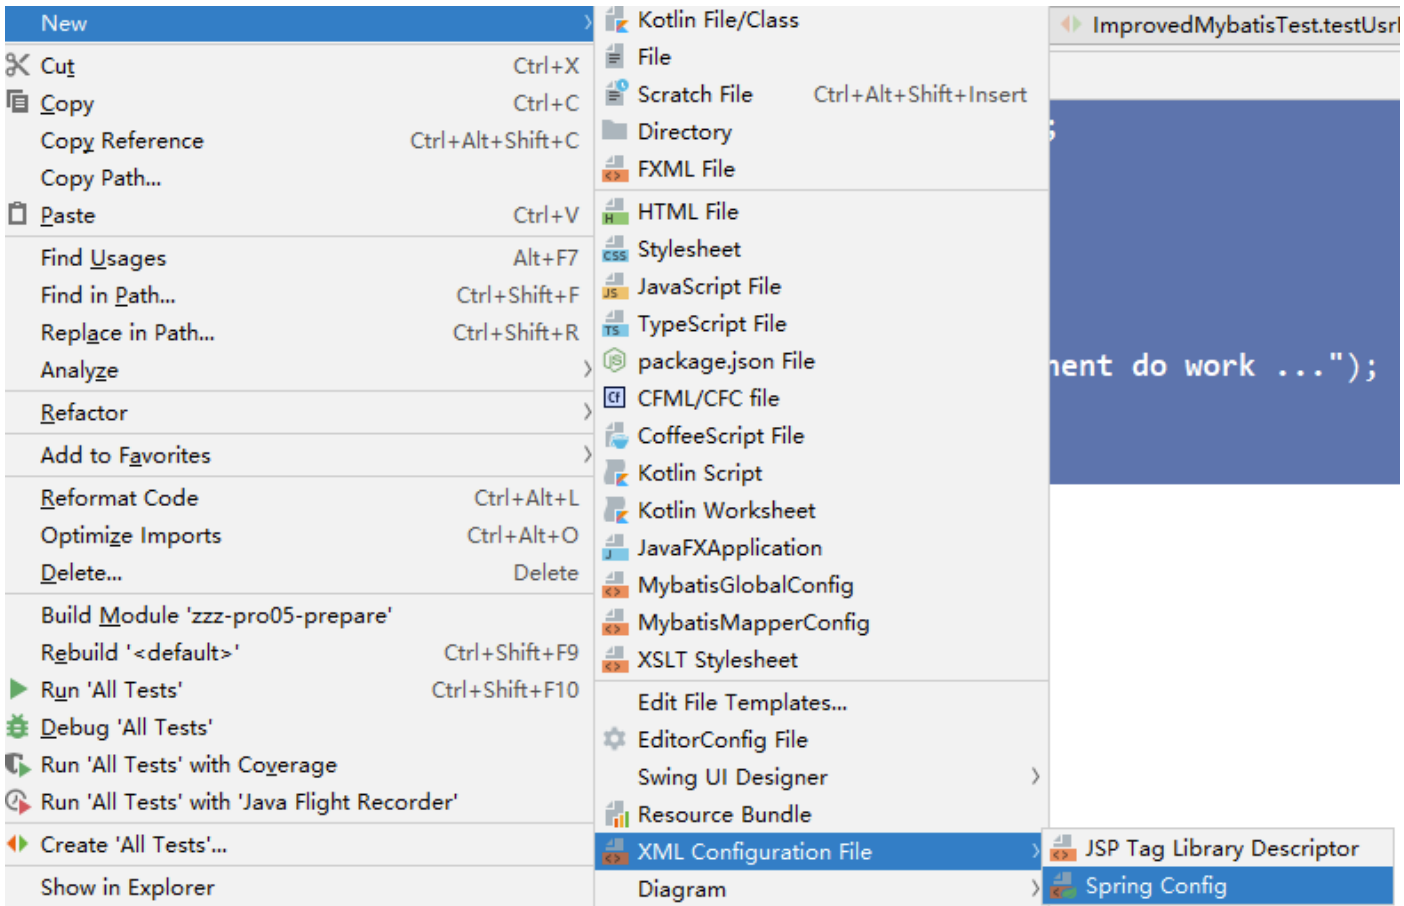 New
Cut Ctrl+X
Copy Ctrl+C
Copy Reference Ctrl+Alt+Shift+C
Copy Path...
Paste Ctrl+V
Find Usages Alt+F7
Find in Path... Ctrl+Shift+F
Replace in Path... Ctrl+Shift+R
Analyze
Refactor
Add to Favorites
Reformat Code Ctrl+Alt+L
Optimize Imports Ctrl+Alt+O
Delete... Delete
Build Module 'zzz-pro05-prepare'
Rebuild '<default>' Ctrl+Shift+F9
Run 'All Tests' Ctrl+Shift+F10
Debug 'All Tests'
Run 'All Tests' with Coverage
Run 'All Tests' with 'Java Flight Recorder'
Create 'All Tests'...
Show in Explorer
Kotlin File/Class
File
Scratch File Ctrl+Alt+Shift+Insert
Directory
FXML File
H HTML File
CSS Stylesheet
JS JavaScript File
TS TypeScript File
JS package.json File
Cf CFML/CFC file
CoffeeScript File
Kotlin Script
Kotlin Worksheet
J JavaFXApplication
MybatisGlobalConfig
MybatisMapperConfig
XSLT Stylesheet
Edit File Templates...
EditorConfig File
Swing UI Designer
Resource Bundle
XML Configuration File
Diagram
JSP Tag Library Descriptor
Spring Config
ImprovedMybatisTest.testUsr
;
ent do work ...");